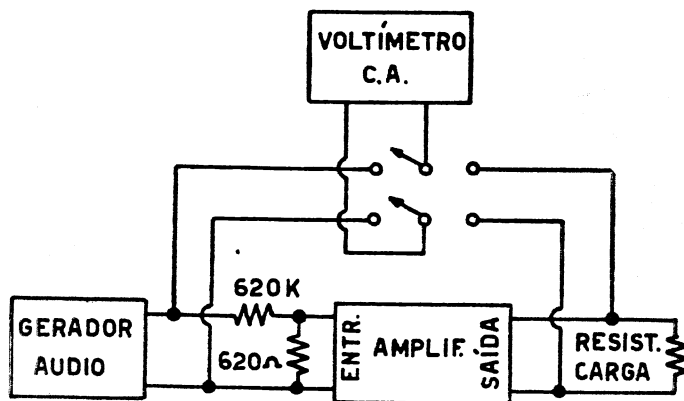 VOLTÍMETRO
C.A.
620K
620Ω
GERADOR
AUDIO
ENTR.
AMPLIF.
SAÍDA
RESIST.
CARGA